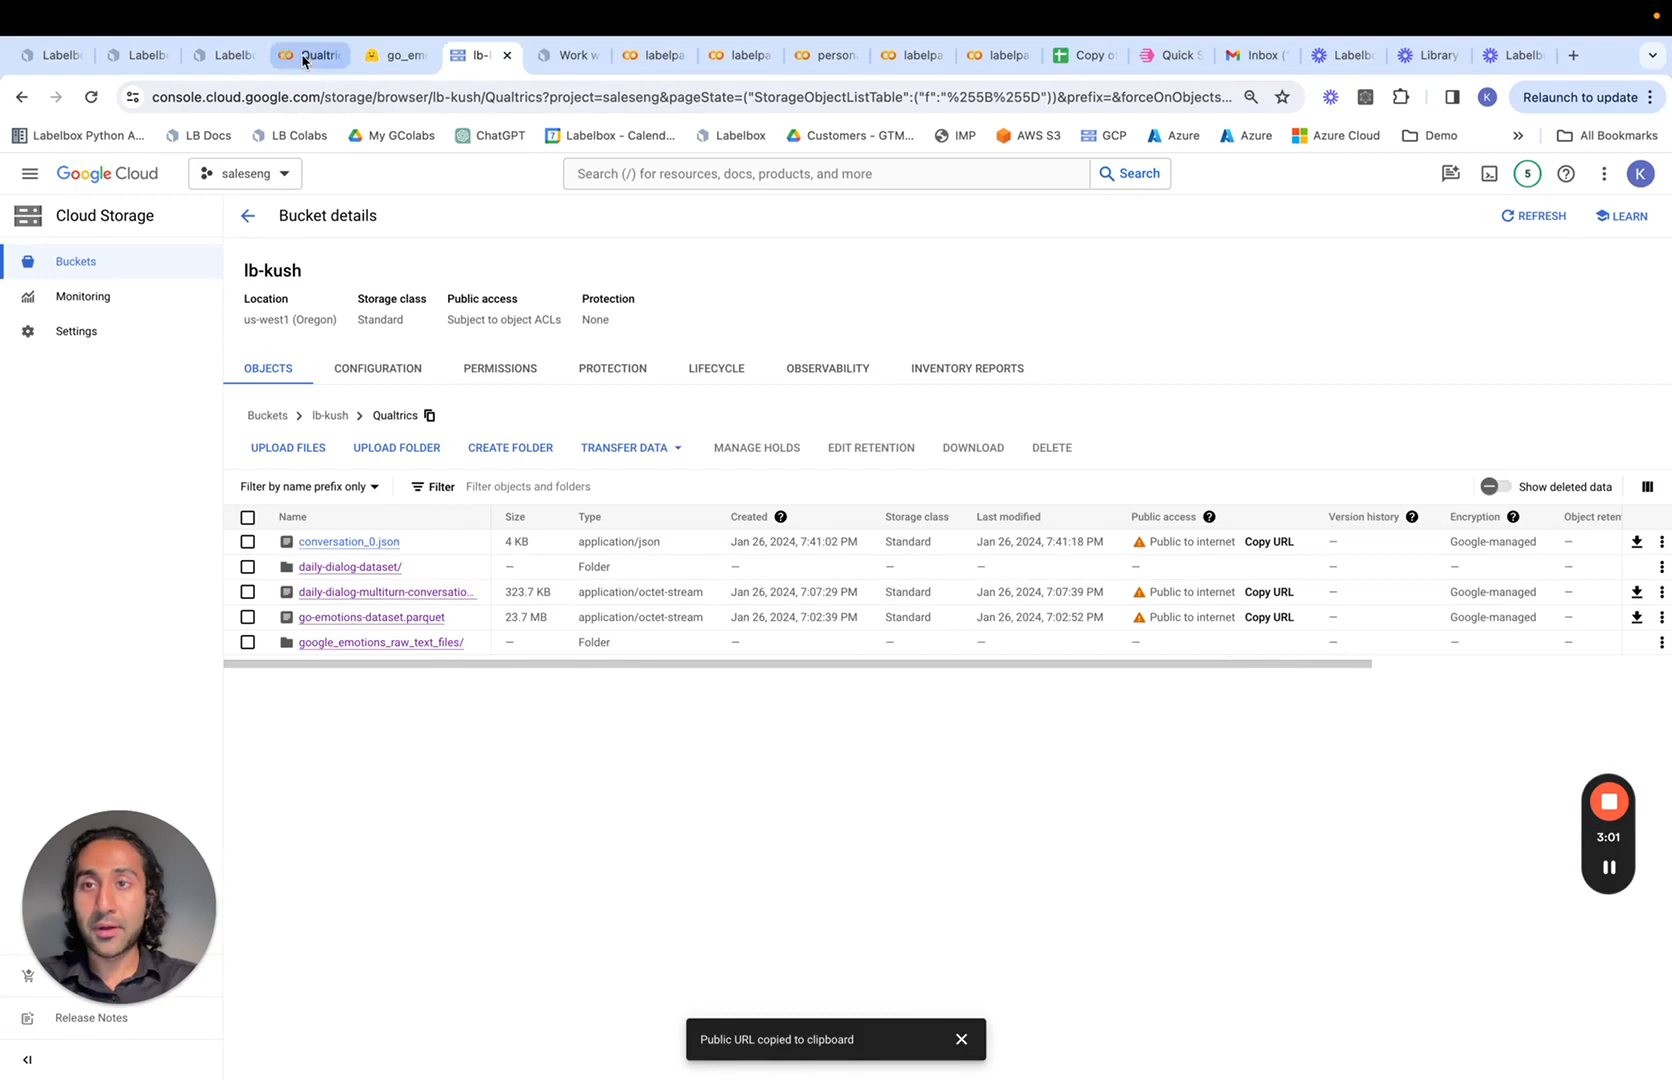 Labelb
Labelb
Labelb
Qualtri
go_em
lb-
Work w
labelpa
labelpa
person
labelpa
labelpa
Copy o
Quick S
Inbox (
Labelb
Library
Labelb
console.cloud.google.com/storage/browser/lb-kush/Qualtrics?project=saleseng&pageState=("StorageObjectListTable":("f":"%255B%255D"))&prefix=&forceOnObjects...
K
Relaunch to update
Labelbox Python A...
LB Docs
LB Colabs
My GColabs
ChatGPT
Labelbox - Calend...
Labelbox
Customers - GTM...
IMP
AWS S3
GCP
Azure
Azure
Azure Cloud
Demo
All Bookmarks
Google Cloud
saleseng
Search (/) for resources, docs, products, and more
Search
5
K
Cloud Storage
Bucket details
REFRESH
LEARN
Buckets
Monitoring
Settings
lb-kush
Location Storage class Public access Protection
us-west1 (Oregon) Standard Subject to object ACLs None
OBJECTS CONFIGURATION PERMISSIONS PROTECTION LIFECYCLE OBSERVABILITY INVENTORY REPORTS
Buckets > lb-kush > Qualtrics
UPLOAD FILES UPLOAD FOLDER CREATE FOLDER TRANSFER DATA MANAGE HOLDS EDIT RETENTION DOWNLOAD DELETE
Filter by name prefix only Filter Filter objects and folders Show deleted data
Name Size Type Created Storage class Last modified Public access Version history Encryption Object reten
conversation_0.json 4 KB application/json Jan 26, 2024, 7:41:02 PM Standard Jan 26, 2024, 7:41:18 PM Public to internet Copy URL — Google-managed —
daily-dialog-dataset/ — Folder — — — — — — —
daily-dialog-multiturn-conversatio... 323.7 KB application/octet-stream Jan 26, 2024, 7:07:29 PM Standard Jan 26, 2024, 7:07:39 PM Public to internet Copy URL — Google-managed —
go-emotions-dataset.parquet 23.7 MB application/octet-stream Jan 26, 2024, 7:02:39 PM Standard Jan 26, 2024, 7:02:52 PM Public to internet Copy URL — Google-managed —
google_emotions_raw_text_files/ — Folder — — — — — — —
3:01
Release Notes
Public URL copied to clipboard